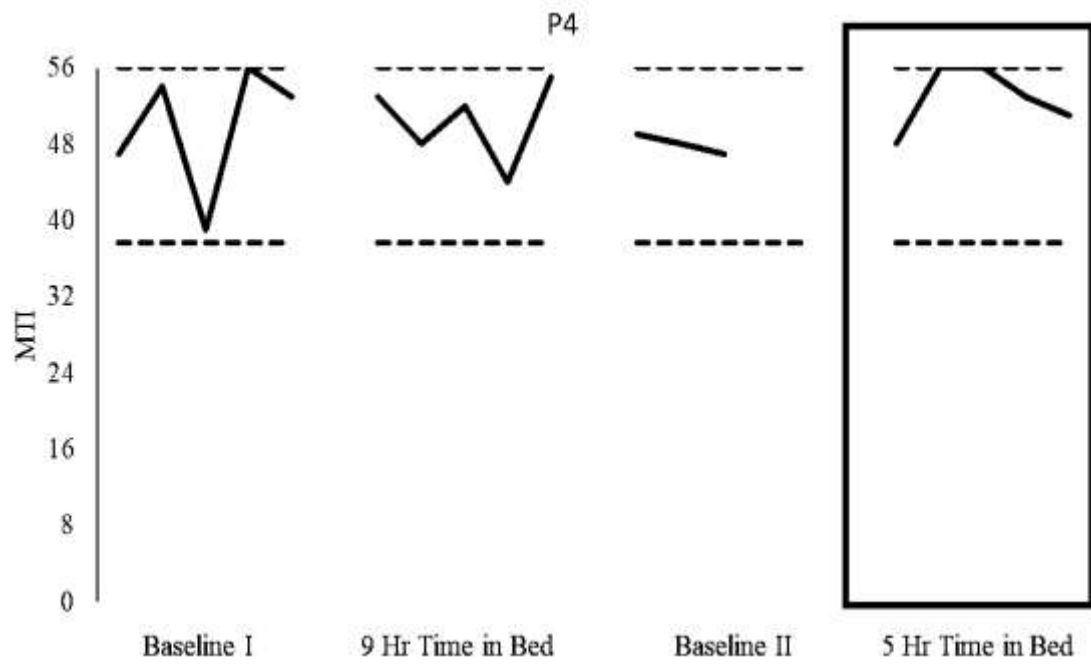 P4
56
48
40
32
24
16
8
0
MTI
Baseline I
9 Hr Time in Bed
Baseline II
5 Hr Time in Bed